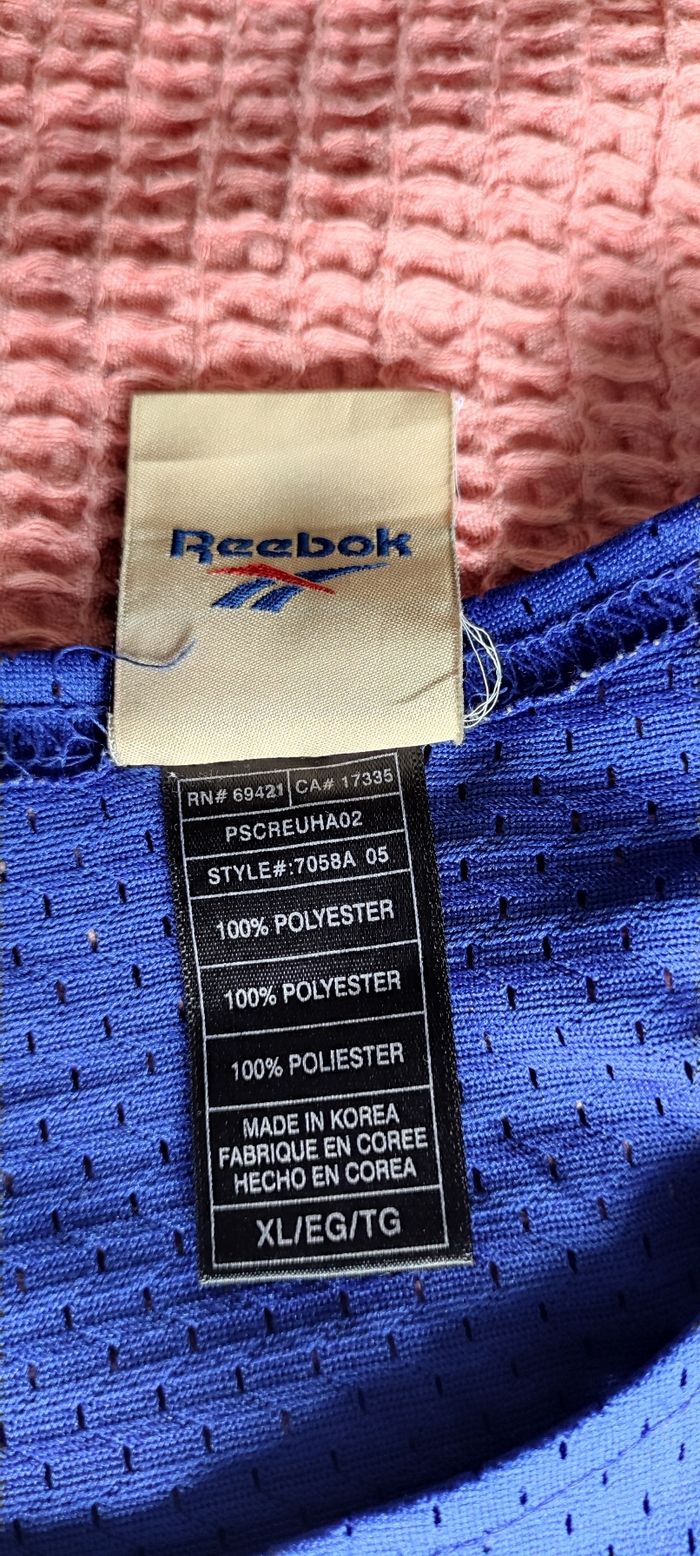 Reebok
RN# 69421 CA# 17335
PSCREUHA02
STYLE#:7058A 05
100% POLYESTER
100% POLYESTER
100% POLIESTER
MADE IN KOREA
FABRIQUE EN COREE
HECHO EN COREA
XL/EG/TG